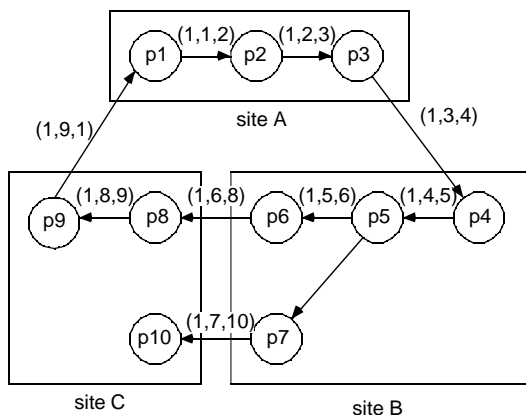 (1,1,2)
(1,2,3)
p1
p2
p3
site A
(1,9,1)
(1,3,4)
(1,8,9)
(1,6,8)
(1,5,6)
(1,4,5)
p9
p8
p6
p5
p4
(1,7,10)
p10
p7
site C
site B